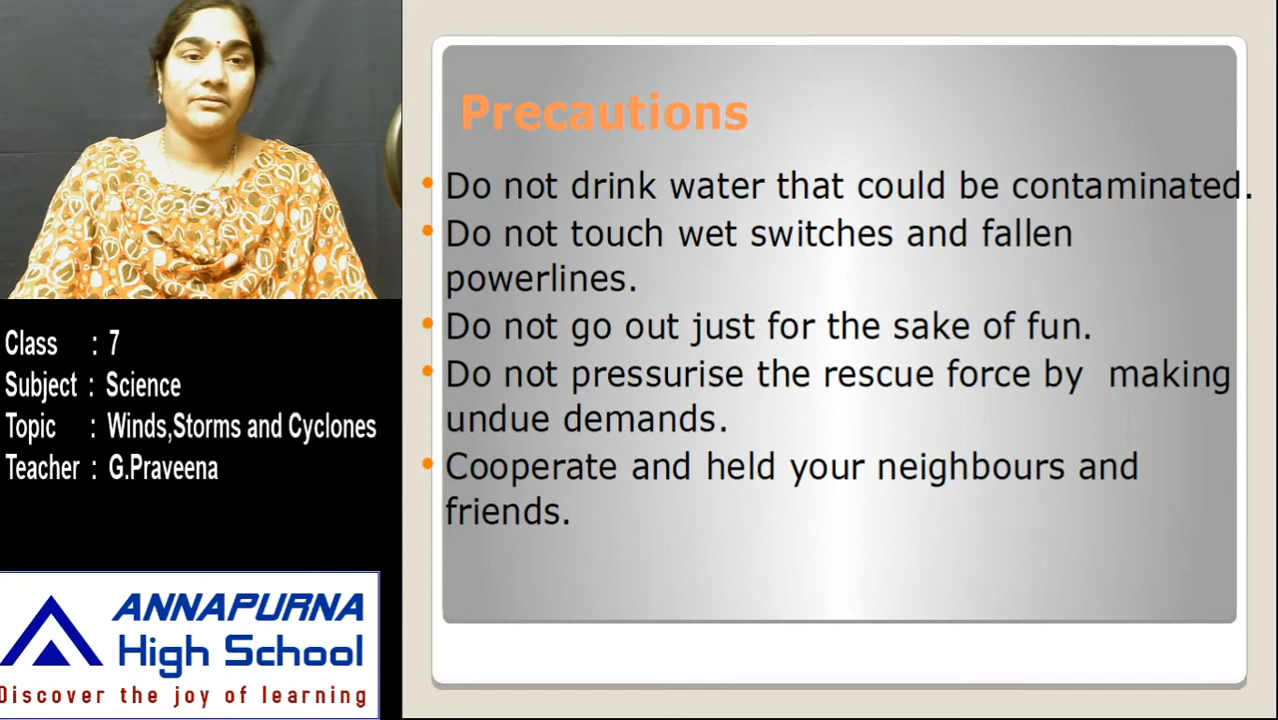 Precautions
• Do not drink water that could be contaminated.
• Do not touch wet switches and fallen
powerlines.
• Do not go out just for the sake of fun.
• Do not pressurise the rescue force by making
undue demands.
• Cooperate and held your neighbours and
friends.
Class : 7
Subject : Science
Topic : Winds,Storms and Cyclones
Teacher : G.Praveena
ANNAPURNA
High School
Discover the joy of learning